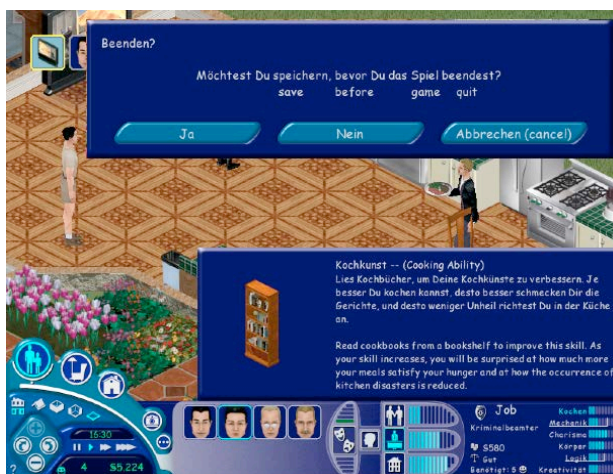 Beenden?
Möchtest Du speichern, bevor Du das Spiel beendest?
save before game quit
Ja Nein Abbrechen (cancel)
Kochkunst -- (Cooking Ability)
Lies Kochbücher, um Deine Kochkünste zu verbessern. Je
besser Du kochen kannst, desto besser schmecken Dir die
Gerichte, und desto weniger Unheil richtest Du in der Küche
an.
Read cookbooks from a bookshelf to improve this skill. As
your skill increases, you will be surprised at how much more
your meals satisfy your hunger and at how the occurrence of
kitchen disasters is reduced.
15:30
? 4 §5.224
Job
Kriminalbeamter
§580
Gut
Benötigt: 5
Kochen
Mechanik
Charisma
Körper
Logik
Kreativität